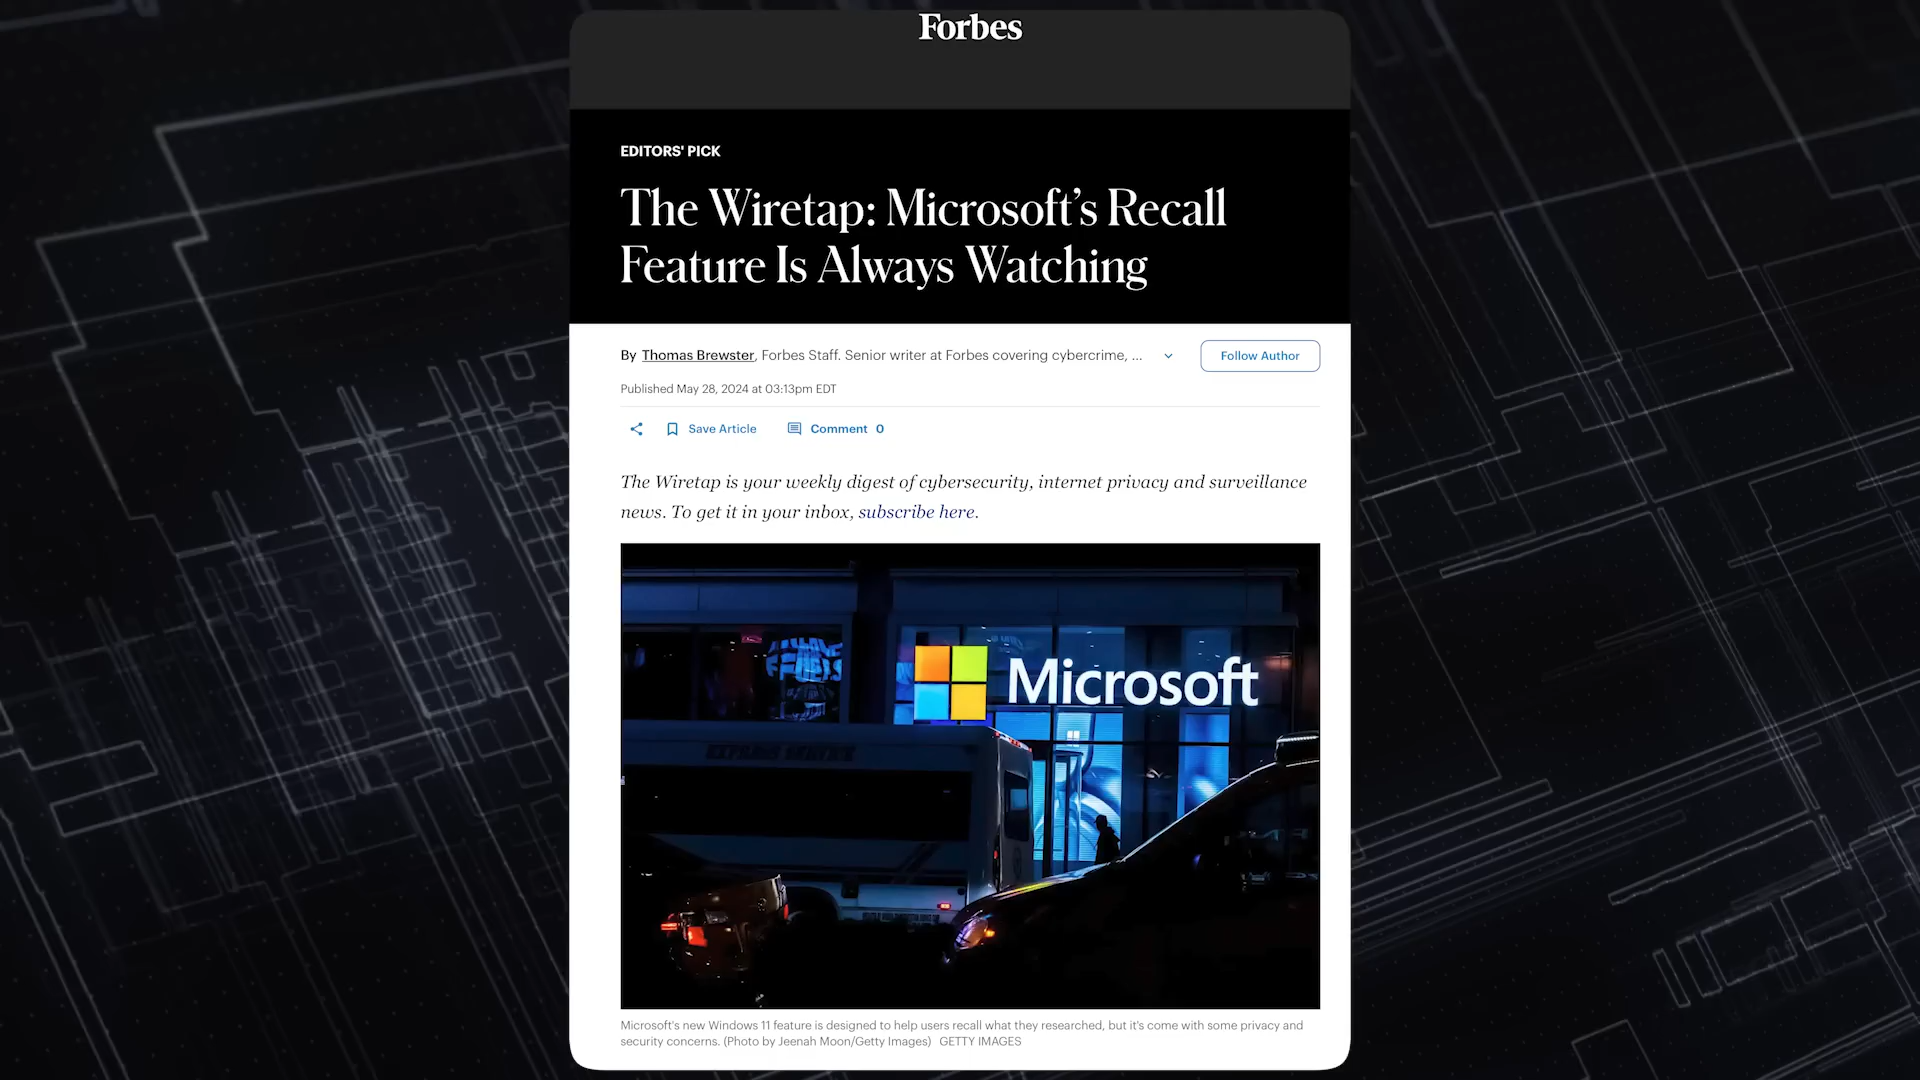 Forbes
EDITORS' PICK
The Wiretap: Microsoft’s Recall
Feature Is Always Watching
By Thomas Brewster, Forbes Staff. Senior writer at Forbes covering cybercrime, ...
Follow Author
Published May 28, 2024 at 03:13pm EDT
Save Article
Comment 0
The Wiretap is your weekly digest of cybersecurity, internet privacy and surveillance
news. To get it in your inbox, subscribe here.
Microsoft
Microsoft's new Windows 11 feature is designed to help users recall what they researched, but it's come with some privacy and
security concerns. (Photo by Jeenah Moon/Getty Images) GETTY IMAGES